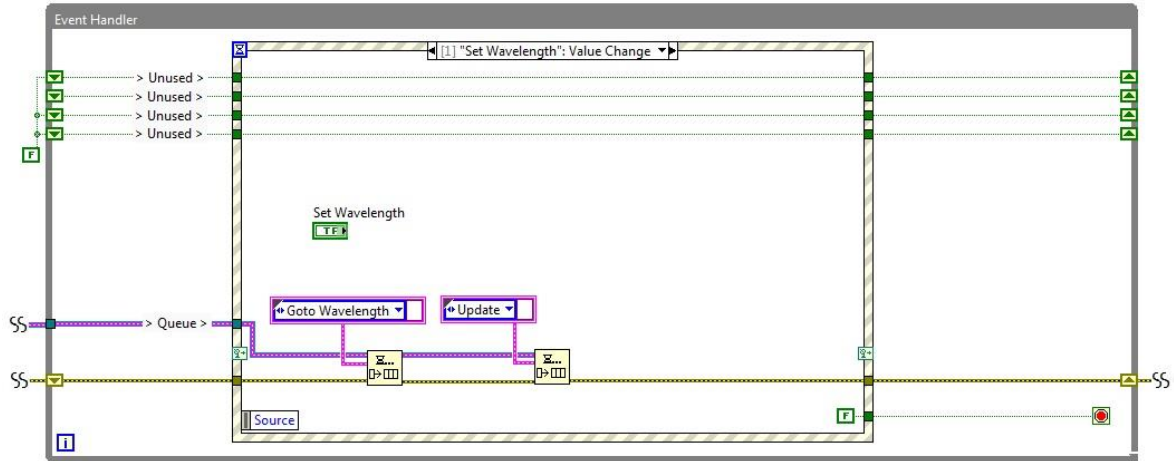 Event Handler
[1] "Set Wavelength": Value Change
> Unused >
> Unused >
> Unused >
> Unused >
F
Set Wavelength
TF
Goto Wavelength
Update
> Queue >
Source
F
i